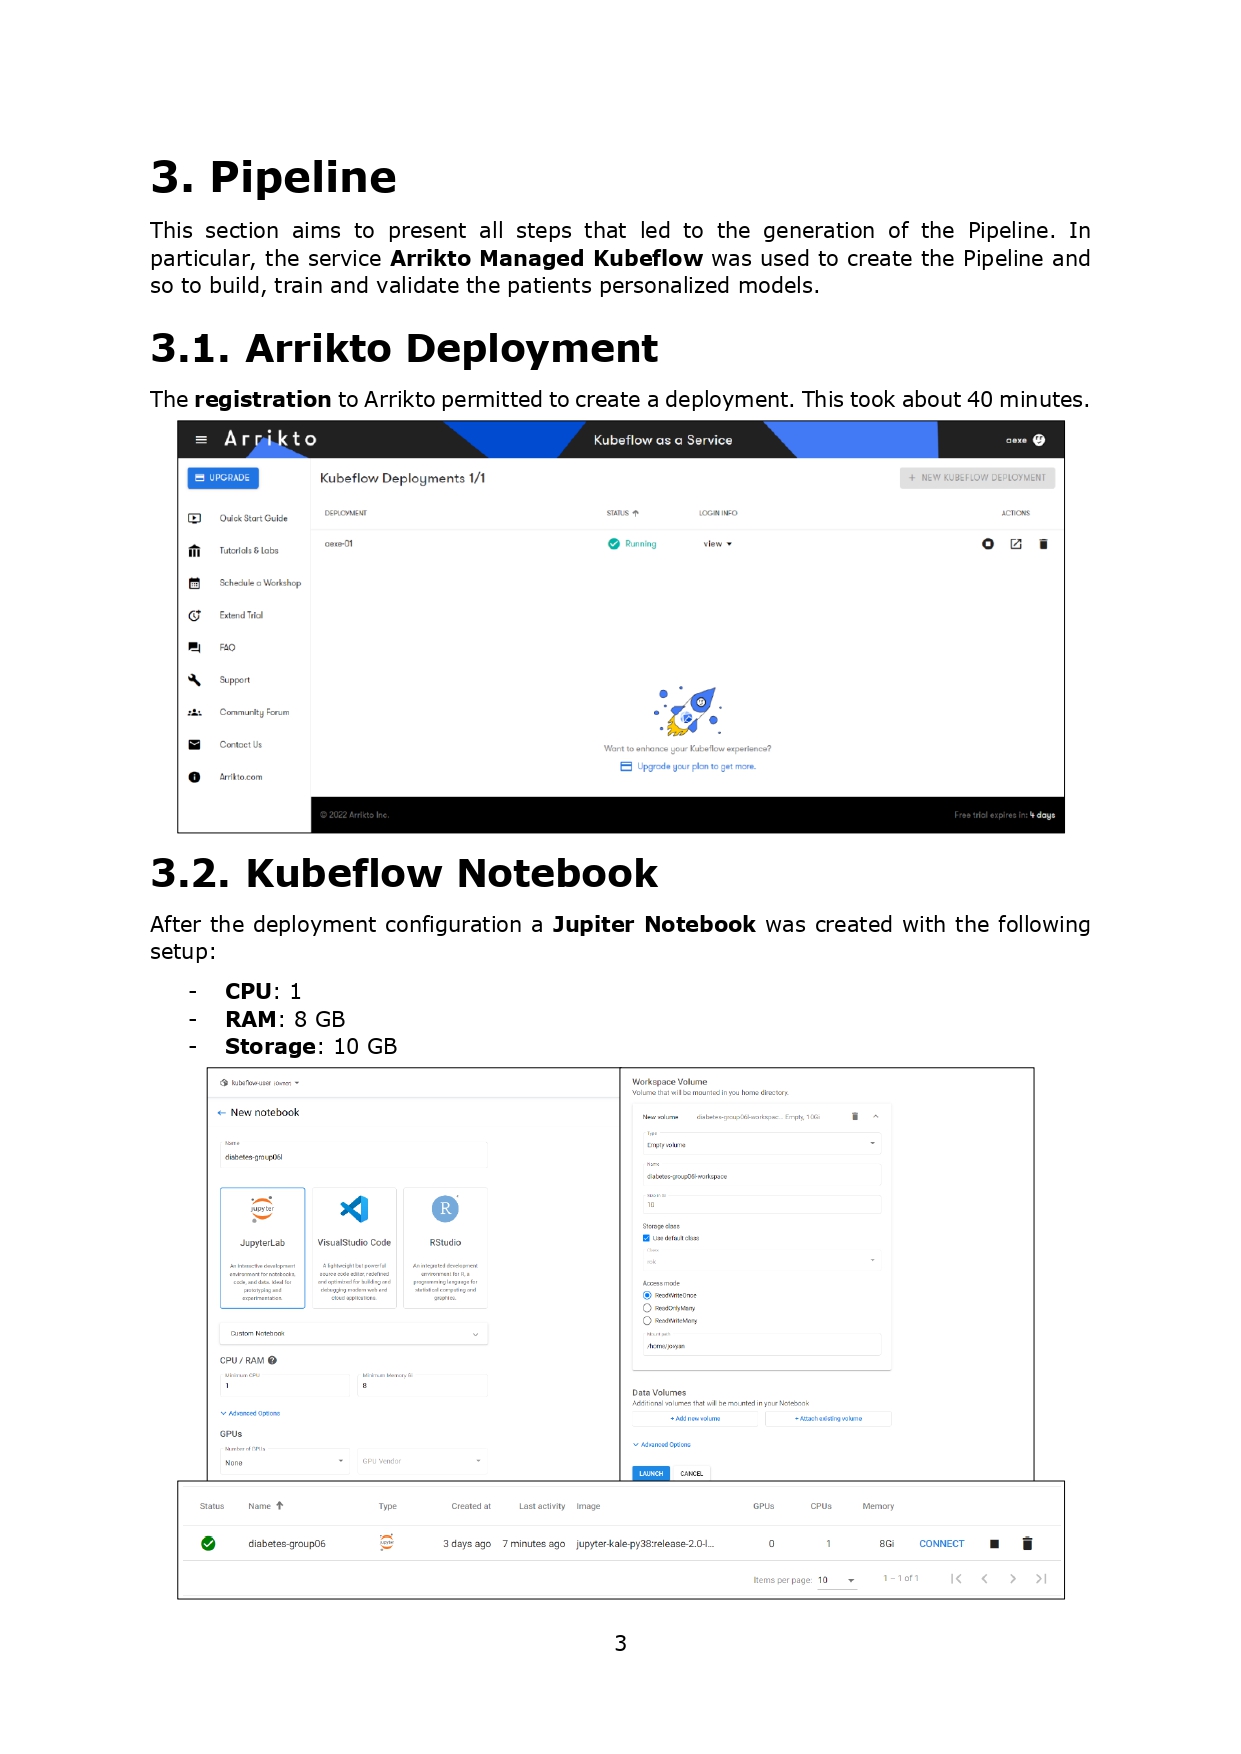 3. Pipeline
This section aims to present all steps that led to the generation of the Pipeline. In
particular, the service Arrikto Managed Kubeflow was used to create the Pipeline and
so to build, train and validate the patients personalized models.
3.1. Arrikto Deployment
The registration to Arrikto permitted to create a deployment. This took about 40 minutes.
Arrikto
Kubeflow as a Service
aexe
UPGRADE
Kubeflow Deployments 1/1
+ NEW KUBEFLOW DEPLOYMENT
DEPLOYMENT STATUS LOGIN INFO ACTIONS
aexe-01 Running view
Quick Start Guide
Tutorials & Labs
Schedule a Workshop
Extend Trial
FAQ
Support
Community Forum
Contact Us
Arrikto.com
Want to enhance your Kubeflow experience?
Upgrade your plan to get more.
© 2022 Arrikto Inc.
Free trial expires in: 4 days
3.2. Kubeflow Notebook
After the deployment configuration a Jupiter Notebook was created with the following
setup:
- CPU: 1
- RAM: 8 GB
- Storage: 10 GB
kubeflow-user (Owner)
New notebook
Name
diabetes-group06l
jupyter
JupyterLab
An interactive development
environment for notebooks,
code, and data. Ideal for
prototyping and
experimentation.
VisualStudio Code
A lightweight but powerful
source code editor, redefined
and optimized for building and
debugging modern web and
cloud applications.
R
RStudio
An integrated development
environment for R, a
programming language for
statistical computing and
graphics.
Custom Notebook
CPU / RAM
Minimum CPU
1
Minimum Memory Gi
8
Advanced Options
GPUs
Number of GPUs
None
GPU Vendor
Workspace Volume
Volume that will be mounted in you home directory.
New volume diabetes-group06l-workspac... Empty, 10Gi
Type
Empty volume
Name
diabetes-group06l-workspace
Size in Gi
10
Storage class
Use default class
Class
rok
Access mode
ReadWriteOnce
ReadOnlyMany
ReadWriteMany
Mount path
/home/jovyan
Data Volumes
Additional volumes that will be mounted in your Notebook
+ Add new volume
+ Attach existing volume
Advanced Options
LAUNCH CANCEL
Status Name Type Created at Last activity Image GPUs CPUs Memory
diabetes-group06 jupyter 3 days ago 7 minutes ago jupyter-kale-py38:release-2.0-l... 0 1 8Gi CONNECT
Items per page: 10 1 – 1 of 1
3